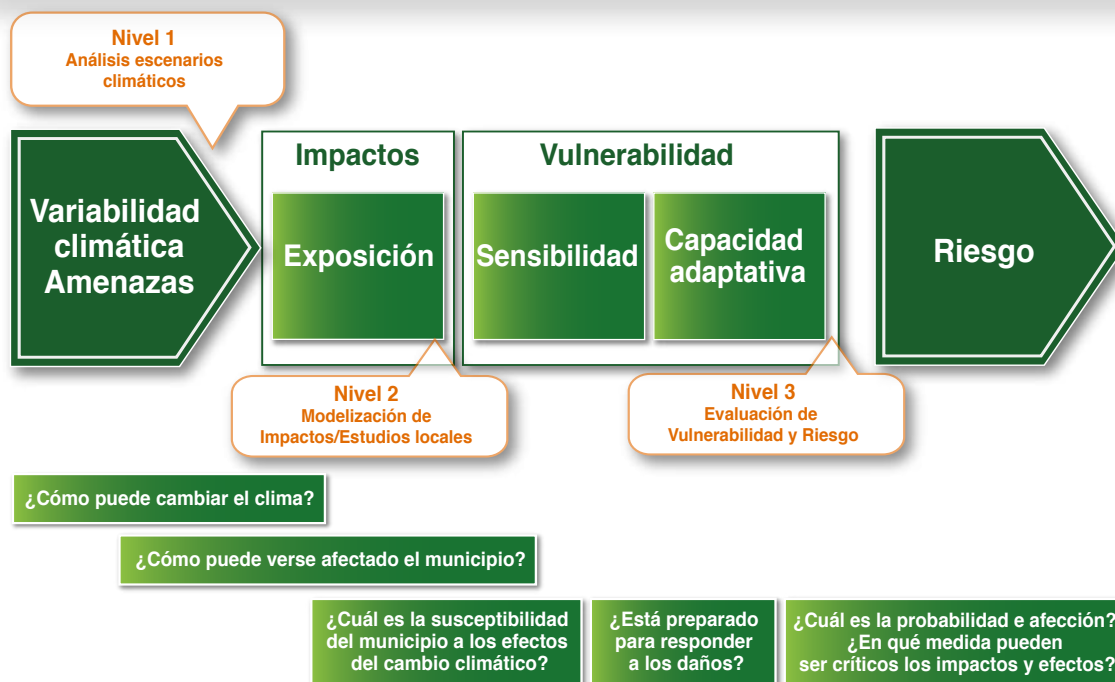 Nivel 1
Análisis escenarios
climáticos
Variabilidad
climática
Amenazas
Impactos
Exposición
Vulnerabilidad
Sensibilidad
Capacidad
adaptativa
Riesgo
Nivel 2
Modelización de
Impactos/Estudios locales
Nivel 3
Evaluación de
Vulnerabilidad y Riesgo
¿Cómo puede cambiar el clima?
¿Cómo puede verse afectado el municipio?
¿Cuál es la susceptibilidad
del municipio a los efectos
del cambio climático?
¿Está preparado
para responder
a los daños?
¿Cuál es la probabilidad e afección?
¿En qué medida pueden
ser críticos los impactos y efectos?